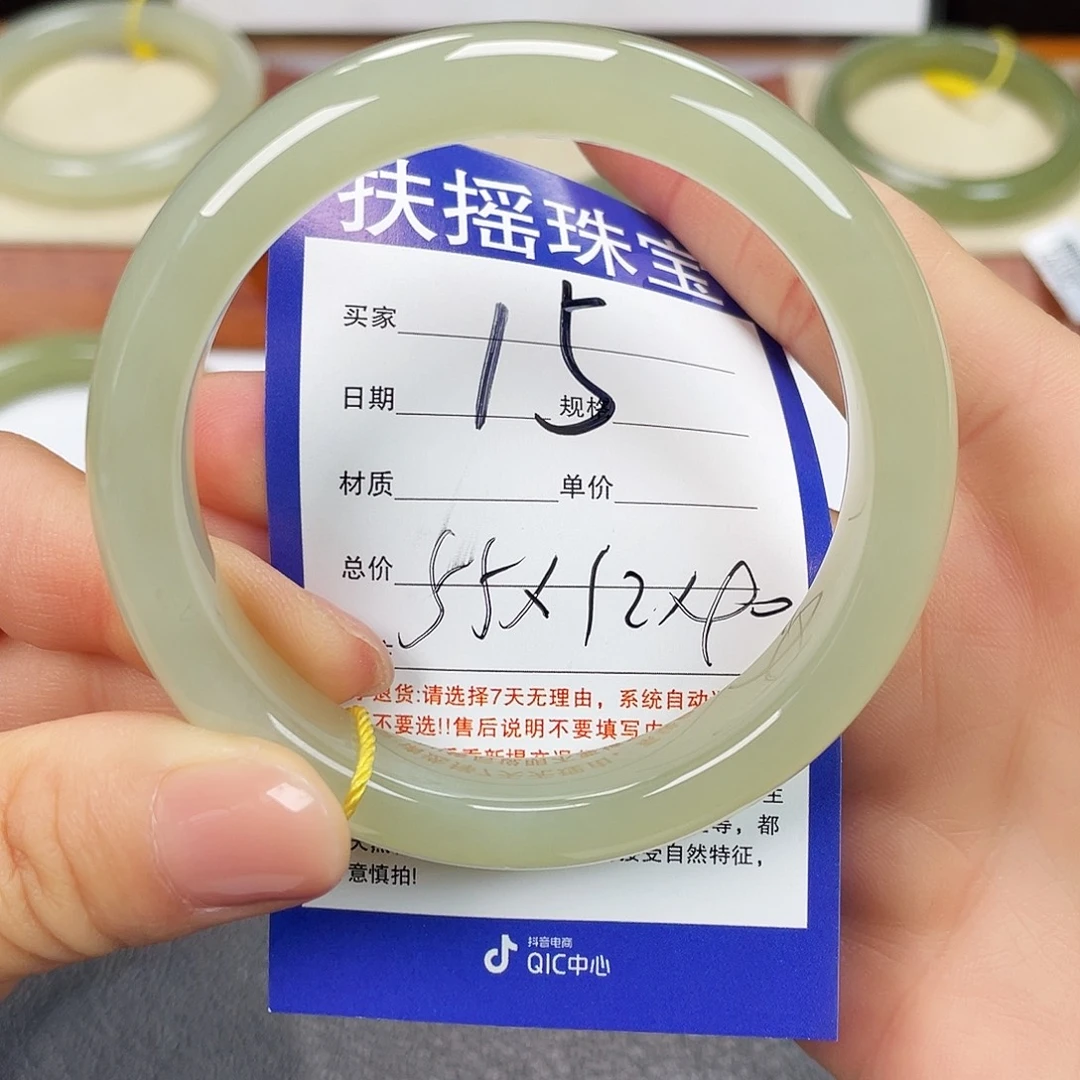 扶摇珠宝
买家
15
日期 规格
材质 单价
总价 55x12x40
退货:请选择7天无理由，系统自动
不要选!!售后说明不要填写
等，都
接受自然特征，
意慎拍!
抖音电商
QIC中心